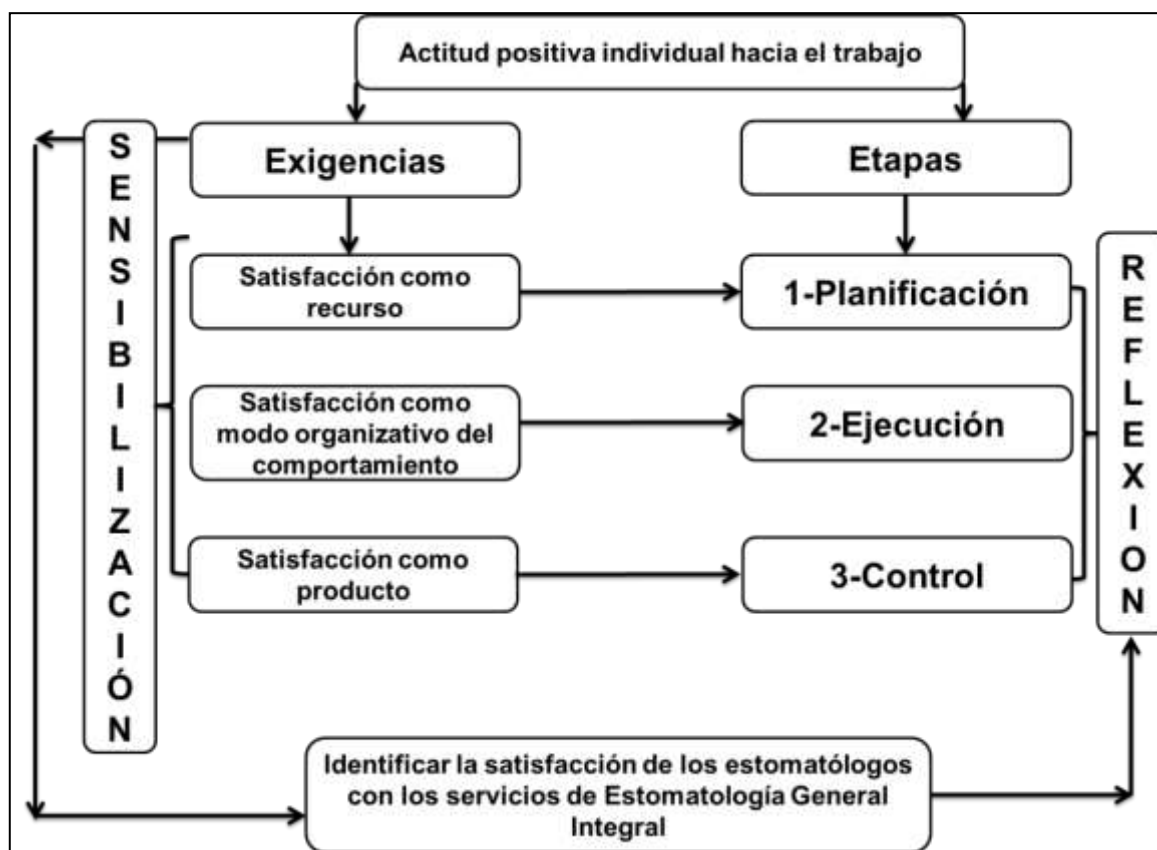 Actitud positiva individual hacia el trabajo
SENSIBILIZACIÓN
Exigencias
Etapas
Satisfacción como
recurso
1-Planificación
Satisfacción como
modo organizativo del
comportamiento
2-Ejecución
Satisfacción como
producto
3-Control
REFLEXION
Identificar la satisfacción de los estomatólogos
con los servicios de Estomatología General
Integral